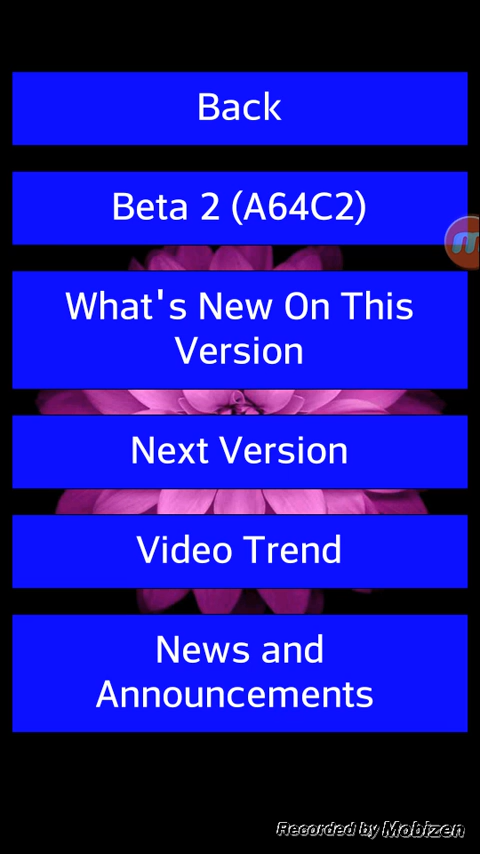 Back
Beta 2 (A64C2)
What's New On This
Version
Next Version
Video Trend
News and
Announcements
Recorded by Mobizen